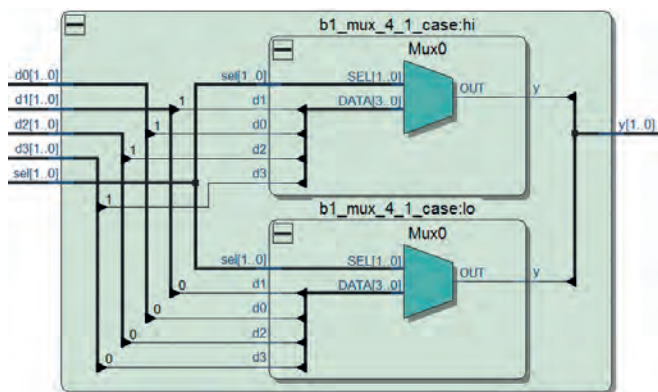 b1_mux_4_1_case:hi
Mux0
d0[1..0]
sel[1..0]
SEL[1..0]
OUT
y
d1[1..0]
1
d1
DATA[3..0]
d2[1..0]
1
d0
y[1..0]
d3[1..0]
1
d2
sel[1..0]
1
d3
b1_mux_4_1_case:lo
Mux0
sel[1..0]
SEL[1..0]
OUT
y
0
d1
DATA[3..0]
0
d0
0
d2
0
d3